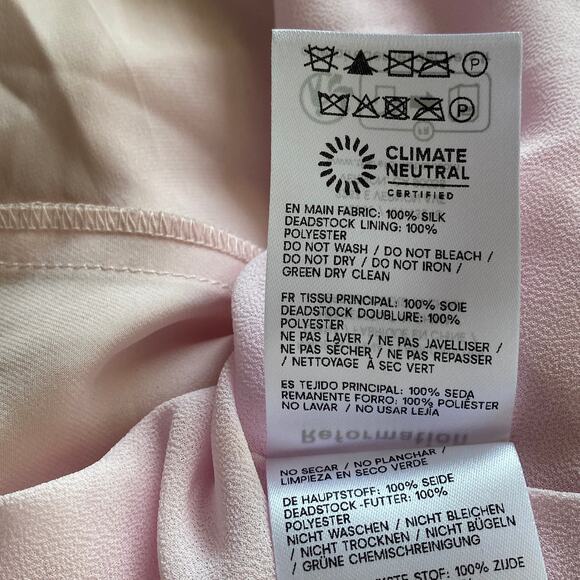 P
P
CLIMATE
NEUTRAL
CERTIFIED
EN MAIN FABRIC: 100% SILK
DEADSTOCK LINING: 100%
POLYESTER
DO NOT WASH / DO NOT BLEACH /
DO NOT DRY / DO NOT IRON /
GREEN DRY CLEAN
FR TISSU PRINCIPAL: 100% SOIE
DEADSTOCK DOUBLURE: 100%
POLYESTER
NE PAS LAVER / NE PAS JAVELLISER /
NE PAS SÉCHER / NE PAS REPASSER
/ NETTOYAGE À SEC VERT
ES TEJIDO PRINCIPAL: 100% SEDA
REMANENTE FORRO: 100% POLIÉSTER
NO LAVAR / NO USAR LEJÍA
Reformation
NO SECAR / NO PLANCHAR /
LIMPIEZA EN SECO VERDE
DE HAUPTSTOFF: 100% SEIDE
DEADSTOCK-FUTTER: 100%
POLYESTER
NICHT WASCHEN / NICHT BLEICHEN
/ NICHT TROCKNEN / NICHT BÜGELN
/ GRÜNE CHEMISCHREINIGUNG
STOF: 100% ZIJDE